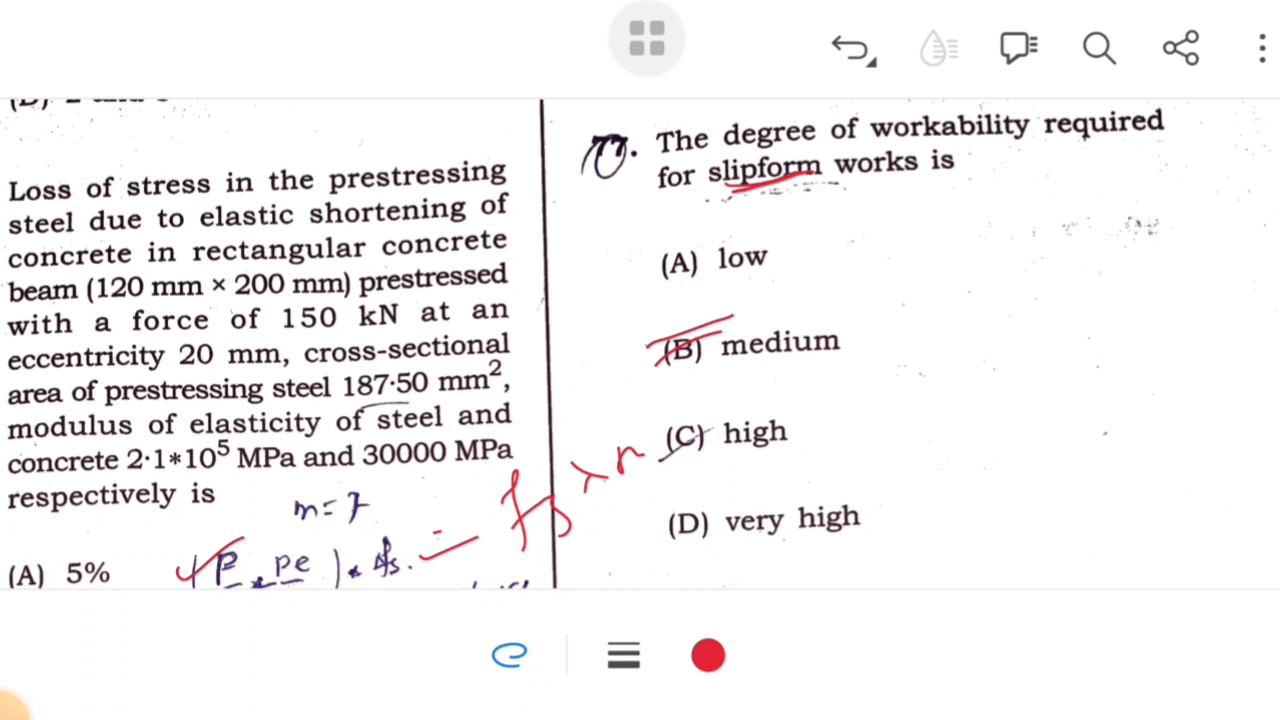 Loss of stress in the prestressing
steel due to elastic shortening of
concrete in rectangular concrete
beam (120 mm × 200 mm) prestressed
with a force of 150 kN at an
eccentricity 20 mm, cross-sectional
area of prestressing steel 187·50 mm²,
modulus of elasticity of steel and
concrete 2·1*10⁵ MPa and 30000 MPa
respectively is
m=7
(A) 5%
77. The degree of workability required
for slipform works is
(A) low
(B) medium
(C) high
(D) very high